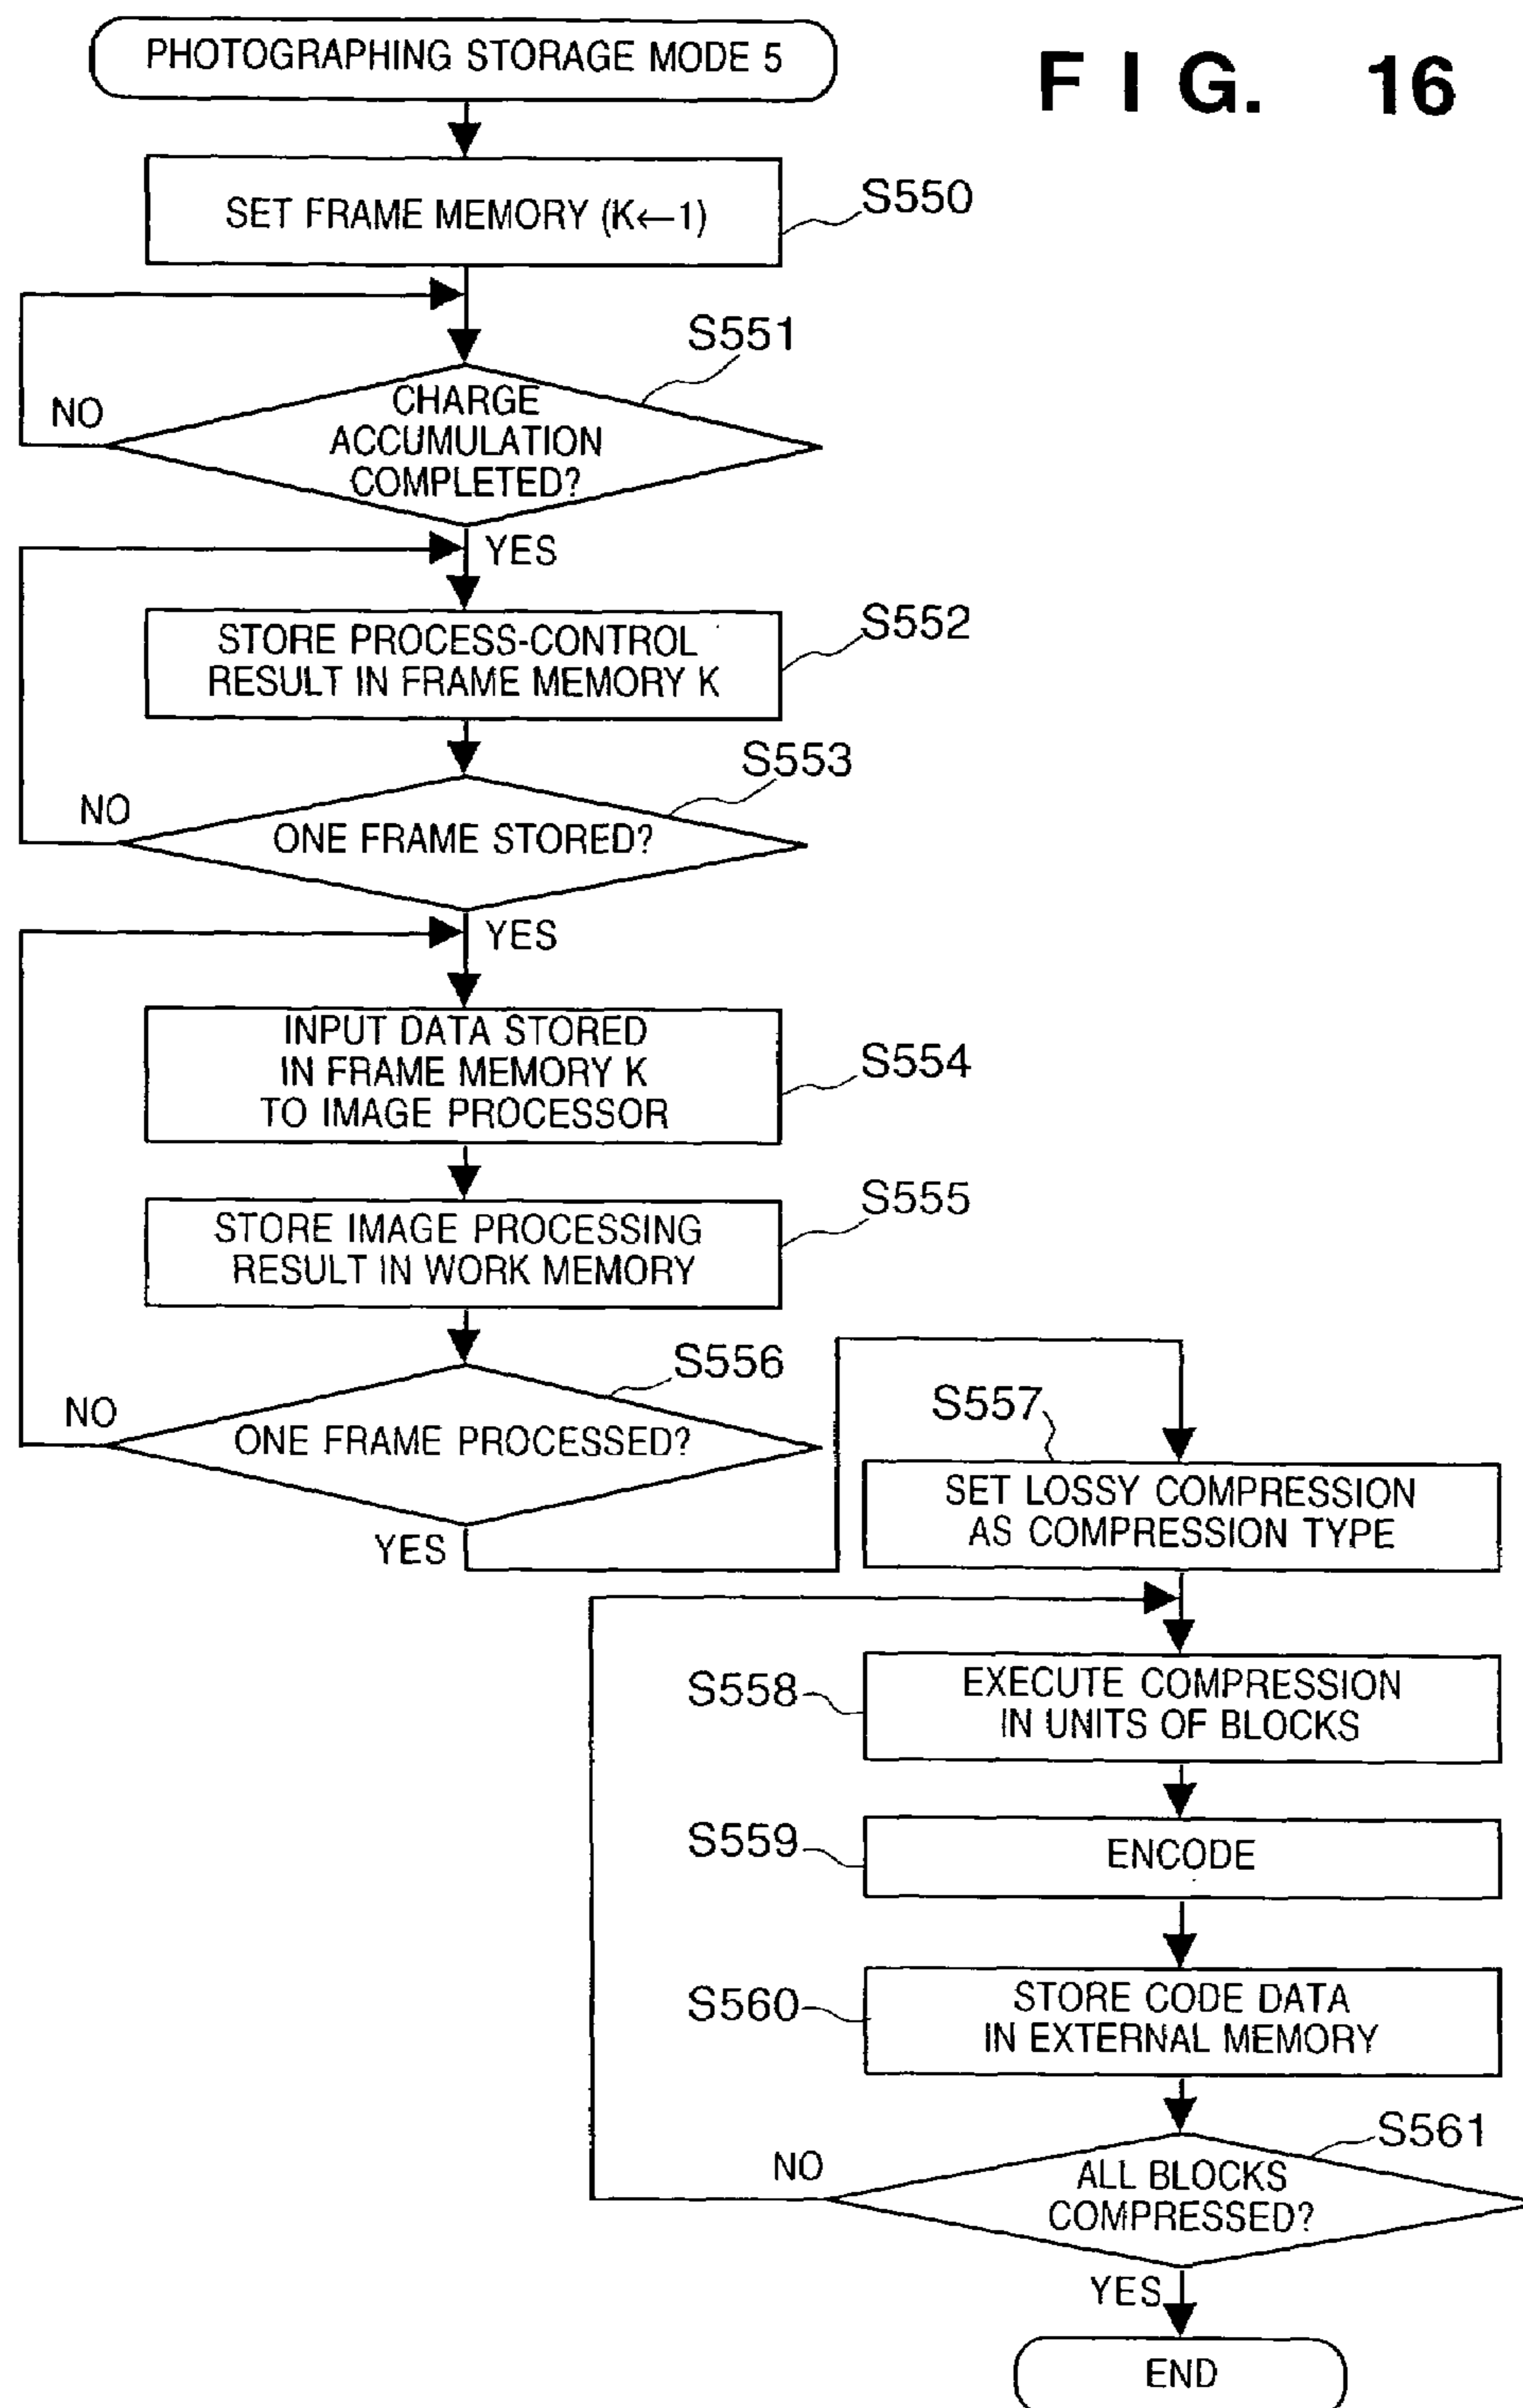 PHOTOGRAPHING STORAGE MODE 5
FIG. 16
SET FRAME MEMORY (K←1)
S550
S551
CHARGE
ACCUMULATION
COMPLETED?
NO
YES
STORE PROCESS-CONTROL
RESULT IN FRAME MEMORY K
S552
S553
ONE FRAME STORED?
NO
YES
INPUT DATA STORED
IN FRAME MEMORY K
TO IMAGE PROCESSOR
S554
STORE IMAGE PROCESSING
RESULT IN WORK MEMORY
S555
S556
ONE FRAME PROCESSED?
NO
YES
S557
SET LOSSY COMPRESSION
AS COMPRESSION TYPE
S558
EXECUTE COMPRESSION
IN UNITS OF BLOCKS
S559
ENCODE
S560
STORE CODE DATA
IN EXTERNAL MEMORY
S561
ALL BLOCKS
COMPRESSED?
NO
YES
END